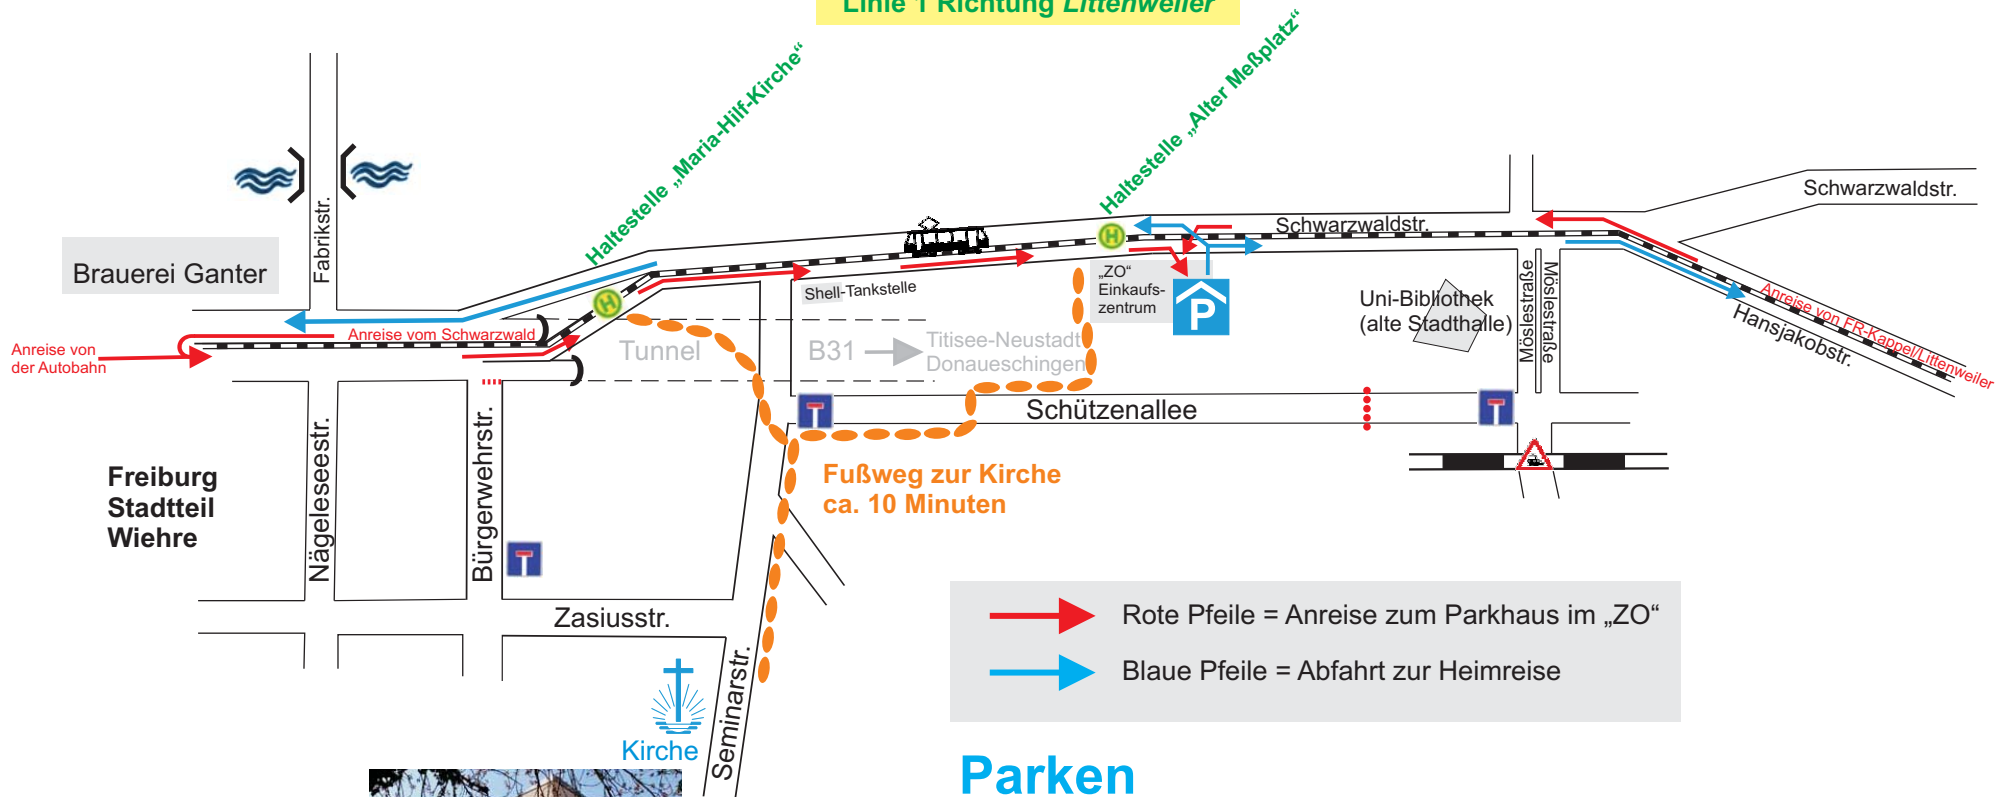 Linie 1 Richtung Littenweiler
Haltestelle „Maria-Hilf-Kirche“
Haltestelle „Alter Meßplatz“
Schwarzwaldstr.
Fabrikstr.
Schwarzwaldstr.
Brauerei Ganter
H
H
„ZO“
Einkaufs-
zentrum
P
Shell-Tankstelle
Uni-Bibliothek
(alte Stadthalle)
Möslestraße
Möslestraße
Anreise von FR-Kappel/Littenweiler
Hansjakobstr.
Anreise vom Schwarzwald
Anreise von
der Autobahn
Tunnel
B31
Titisee-Neustadt
Donaueschingen
Schützenallee
Freiburg
Stadtteil
Wiehre
Nägeleseestr.
Bürgerwehrstr.
Fußweg zur Kirche
ca. 10 Minuten
Zasiusstr.
Seminarstr.
Kirche
Rote Pfeile = Anreise zum Parkhaus im „ZO“
Blaue Pfeile = Abfahrt zur Heimreise
Parken